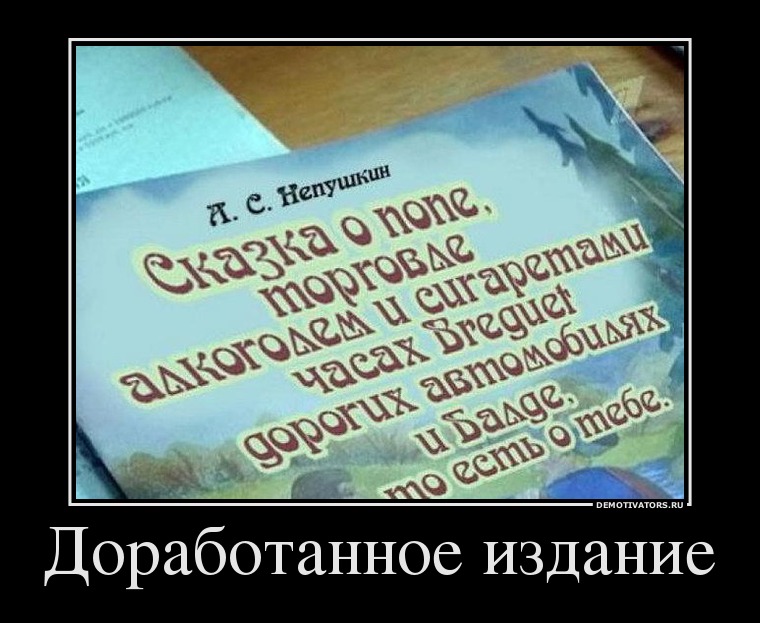 А. С. Непушкин
Сказка о попе,
торговле
алкоголем и сигаретами
часах Breguet
дорогих автомобилях
и Балде,
то есть о тебе.
DEMOTIVATORS.RU
Доработанное издание